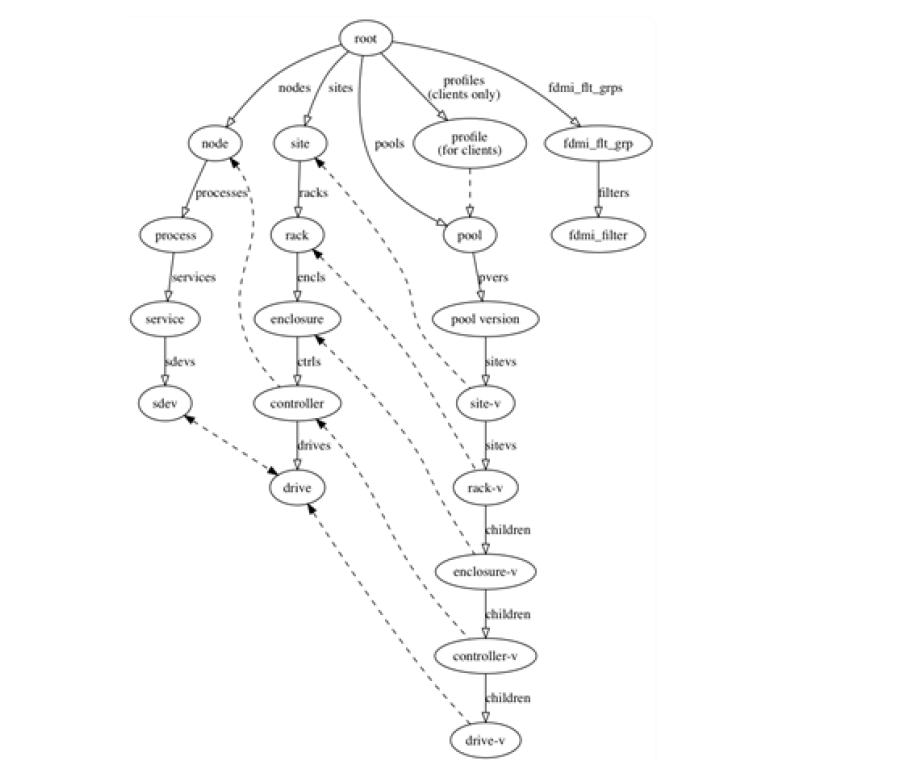 root
nodes
sites
profiles
(clients only)
fdmi_flt_grps
node
site
pools
profile
(for clients)
fdmi_flt_grp
processes
racks
filters
process
rack
pool
fdmi_filter
services
encls
pvers
service
enclosure
pool version
sdevs
ctrls
sitevs
sdev
controller
site-v
drives
sitevs
drive
rack-v
children
enclosure-v
children
controller-v
children
drive-v